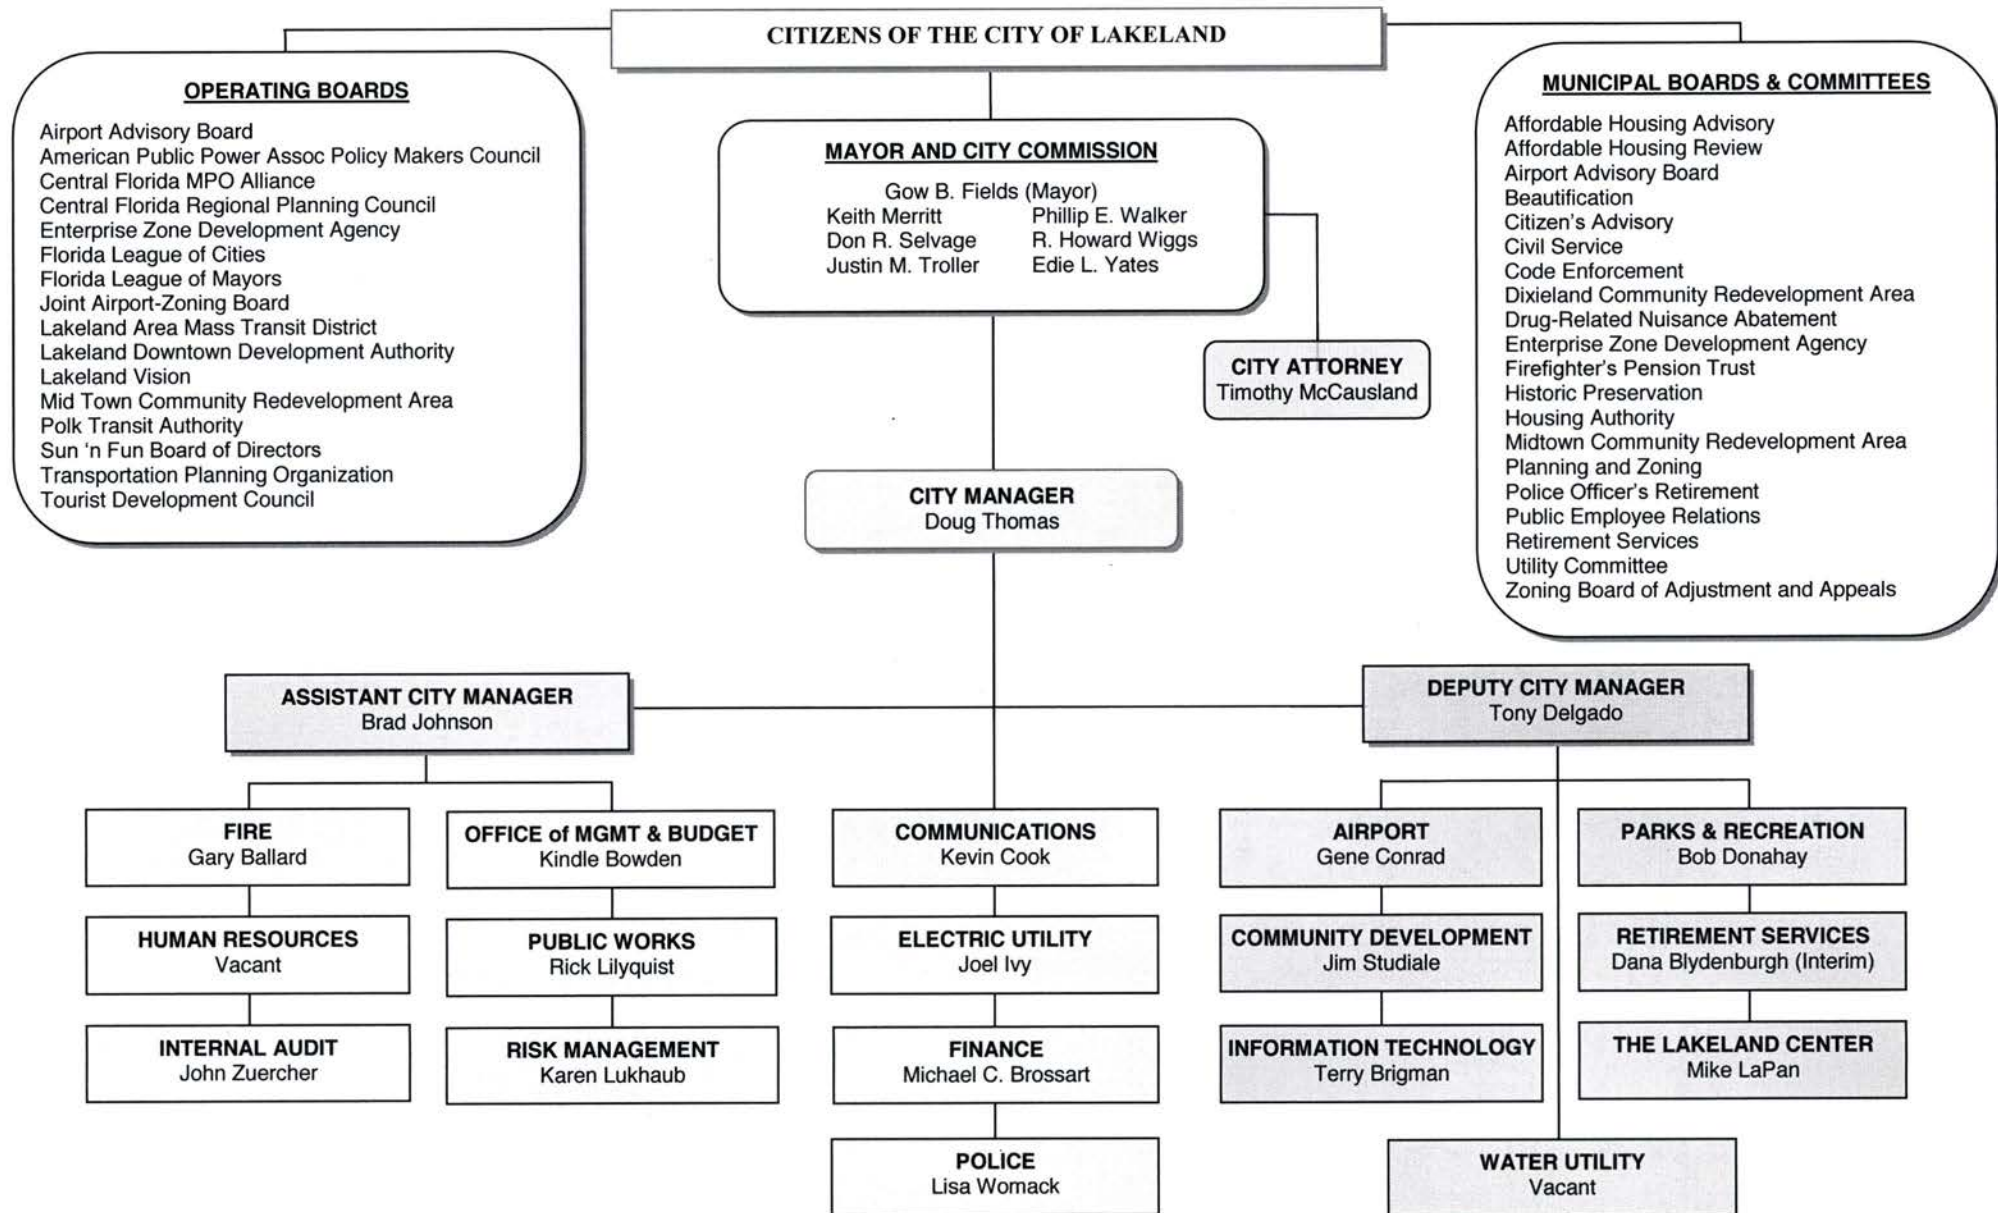 CITIZENS OF THE CITY OF LAKELAND
OPERATING BOARDS
Airport Advisory Board
American Public Power Assoc Policy Makers Council
Central Florida MPO Alliance
Central Florida Regional Planning Council
Enterprise Zone Development Agency
Florida League of Cities
Florida League of Mayors
Joint Airport-Zoning Board
Lakeland Area Mass Transit District
Lakeland Downtown Development Authority
Lakeland Vision
Mid Town Community Redevelopment Area
Polk Transit Authority
Sun 'n Fun Board of Directors
Transportation Planning Organization
Tourist Development Council
MAYOR AND CITY COMMISSION
Gow B. Fields (Mayor)
Keith Merritt Phillip E. Walker
Don R. Selvage R. Howard Wiggs
Justin M. Troller Edie L. Yates
MUNICIPAL BOARDS & COMMITTEES
Affordable Housing Advisory
Affordable Housing Review
Airport Advisory Board
Beautification
Citizen's Advisory
Civil Service
Code Enforcement
Dixieland Community Redevelopment Area
Drug-Related Nuisance Abatement
Enterprise Zone Development Agency
Firefighter's Pension Trust
Historic Preservation
Housing Authority
Midtown Community Redevelopment Area
Planning and Zoning
Police Officer's Retirement
Public Employee Relations
Retirement Services
Utility Committee
Zoning Board of Adjustment and Appeals
CITY ATTORNEY
Timothy McCausland
CITY MANAGER
Doug Thomas
ASSISTANT CITY MANAGER
Brad Johnson
DEPUTY CITY MANAGER
Tony Delgado
FIRE
Gary Ballard
OFFICE of MGMT & BUDGET
Kindle Bowden
COMMUNICATIONS
Kevin Cook
AIRPORT
Gene Conrad
PARKS & RECREATION
Bob Donahay
HUMAN RESOURCES
Vacant
PUBLIC WORKS
Rick Lilyquist
ELECTRIC UTILITY
Joel Ivy
COMMUNITY DEVELOPMENT
Jim Studiale
RETIREMENT SERVICES
Dana Blydenburgh (Interim)
INTERNAL AUDIT
John Zuercher
RISK MANAGEMENT
Karen Lukhaub
FINANCE
Michael C. Brossart
INFORMATION TECHNOLOGY
Terry Brigman
THE LAKELAND CENTER
Mike LaPan
POLICE
Lisa Womack
WATER UTILITY
Vacant